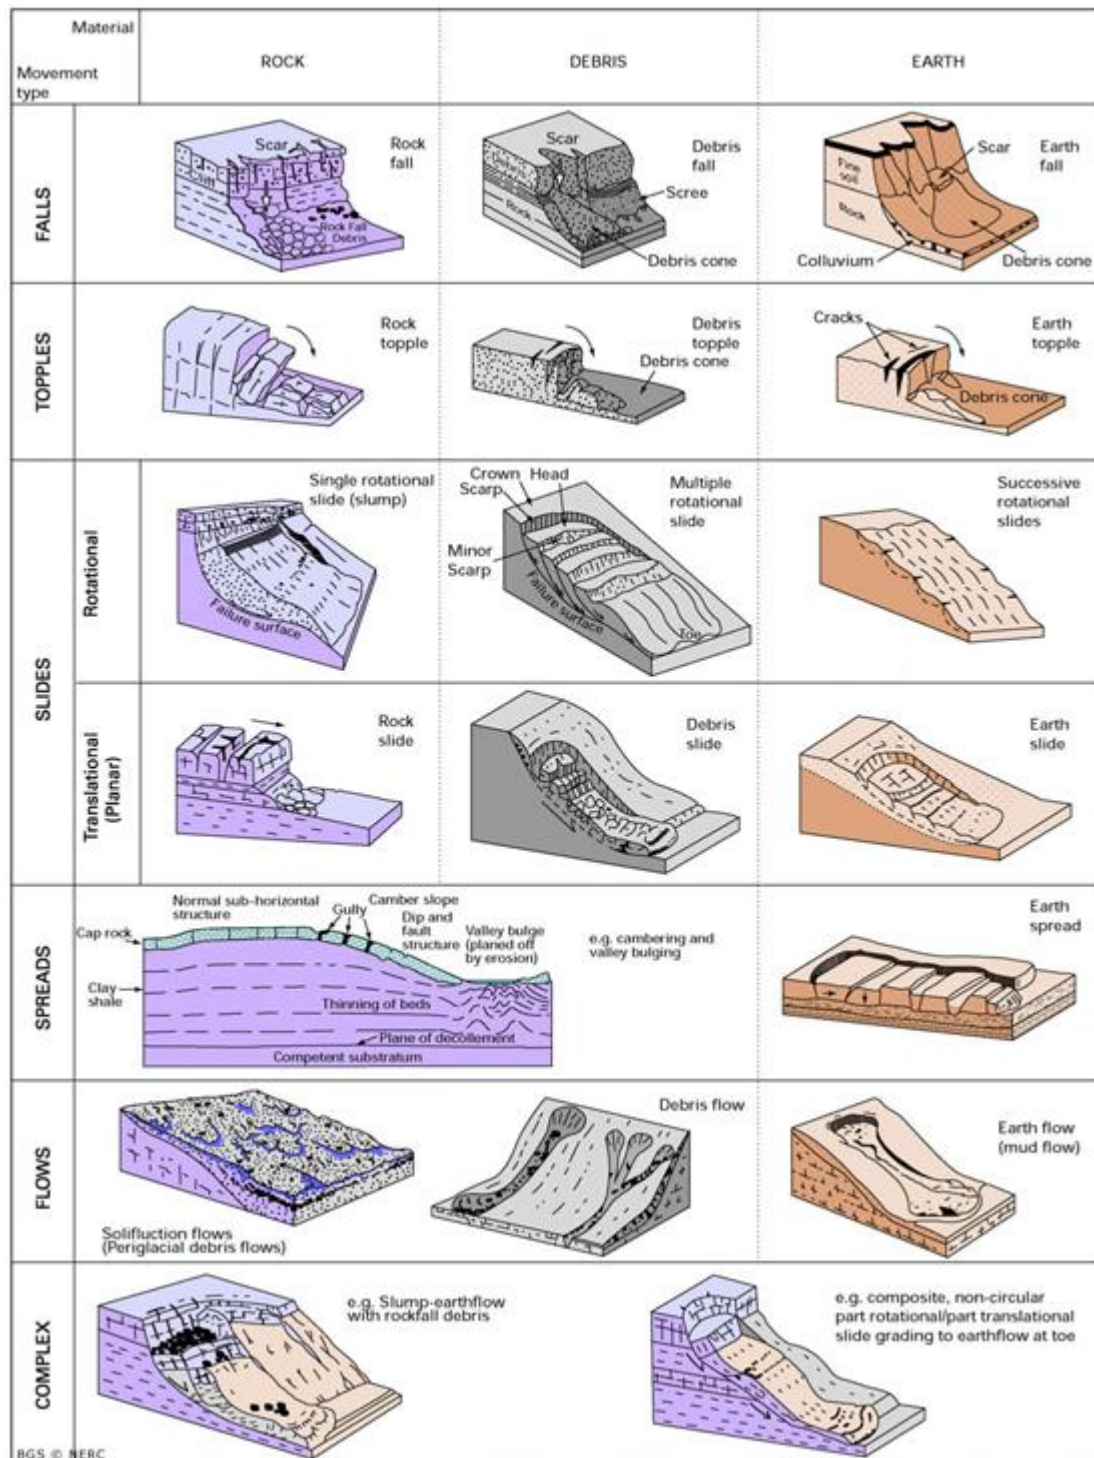 Material
ROCK
DEBRIS
EARTH
Movement
type
FALLS
Scar
Cliff
Rock Fall
Debris
Rock
fall
Scar
Debris
Rock
Debris
fall
Scree
Debris cone
Fine
soil
Rock
Colluvium
Scar
Earth
fall
Debris cone
TOPPLES
Rock
topple
Debris
topple
Debris cone
Cracks
Earth
topple
Debris cone
SLIDES
Rotational
Single rotational
slide (slump)
Failure surface
Crown
Head
Scarp
Minor
Scarp
Failure surface
Toe
Multiple
rotational
slide
Successive
rotational
slides
Translational
(Planar)
Rock
slide
Debris
slide
Earth
slide
SPREADS
Normal sub-horizontal
structure
Cap rock
Gully
Camber slope
Dip and
fault
structure
Valley bulge
(planed off
by erosion)
Clay
shale
Thinning of beds
Plane of decollement
Competent substratum
e.g. cambering and
valley bulging
Earth
spread
FLOWS
Solifluction flows
(Periglacial debris flows)
Debris flow
Earth flow
(mud flow)
COMPLEX
e.g. Slump-earthflow
with rockfall debris
e.g. composite, non-circular
part rotational/part translational
slide grading to earthflow at toe
BGS © NERC